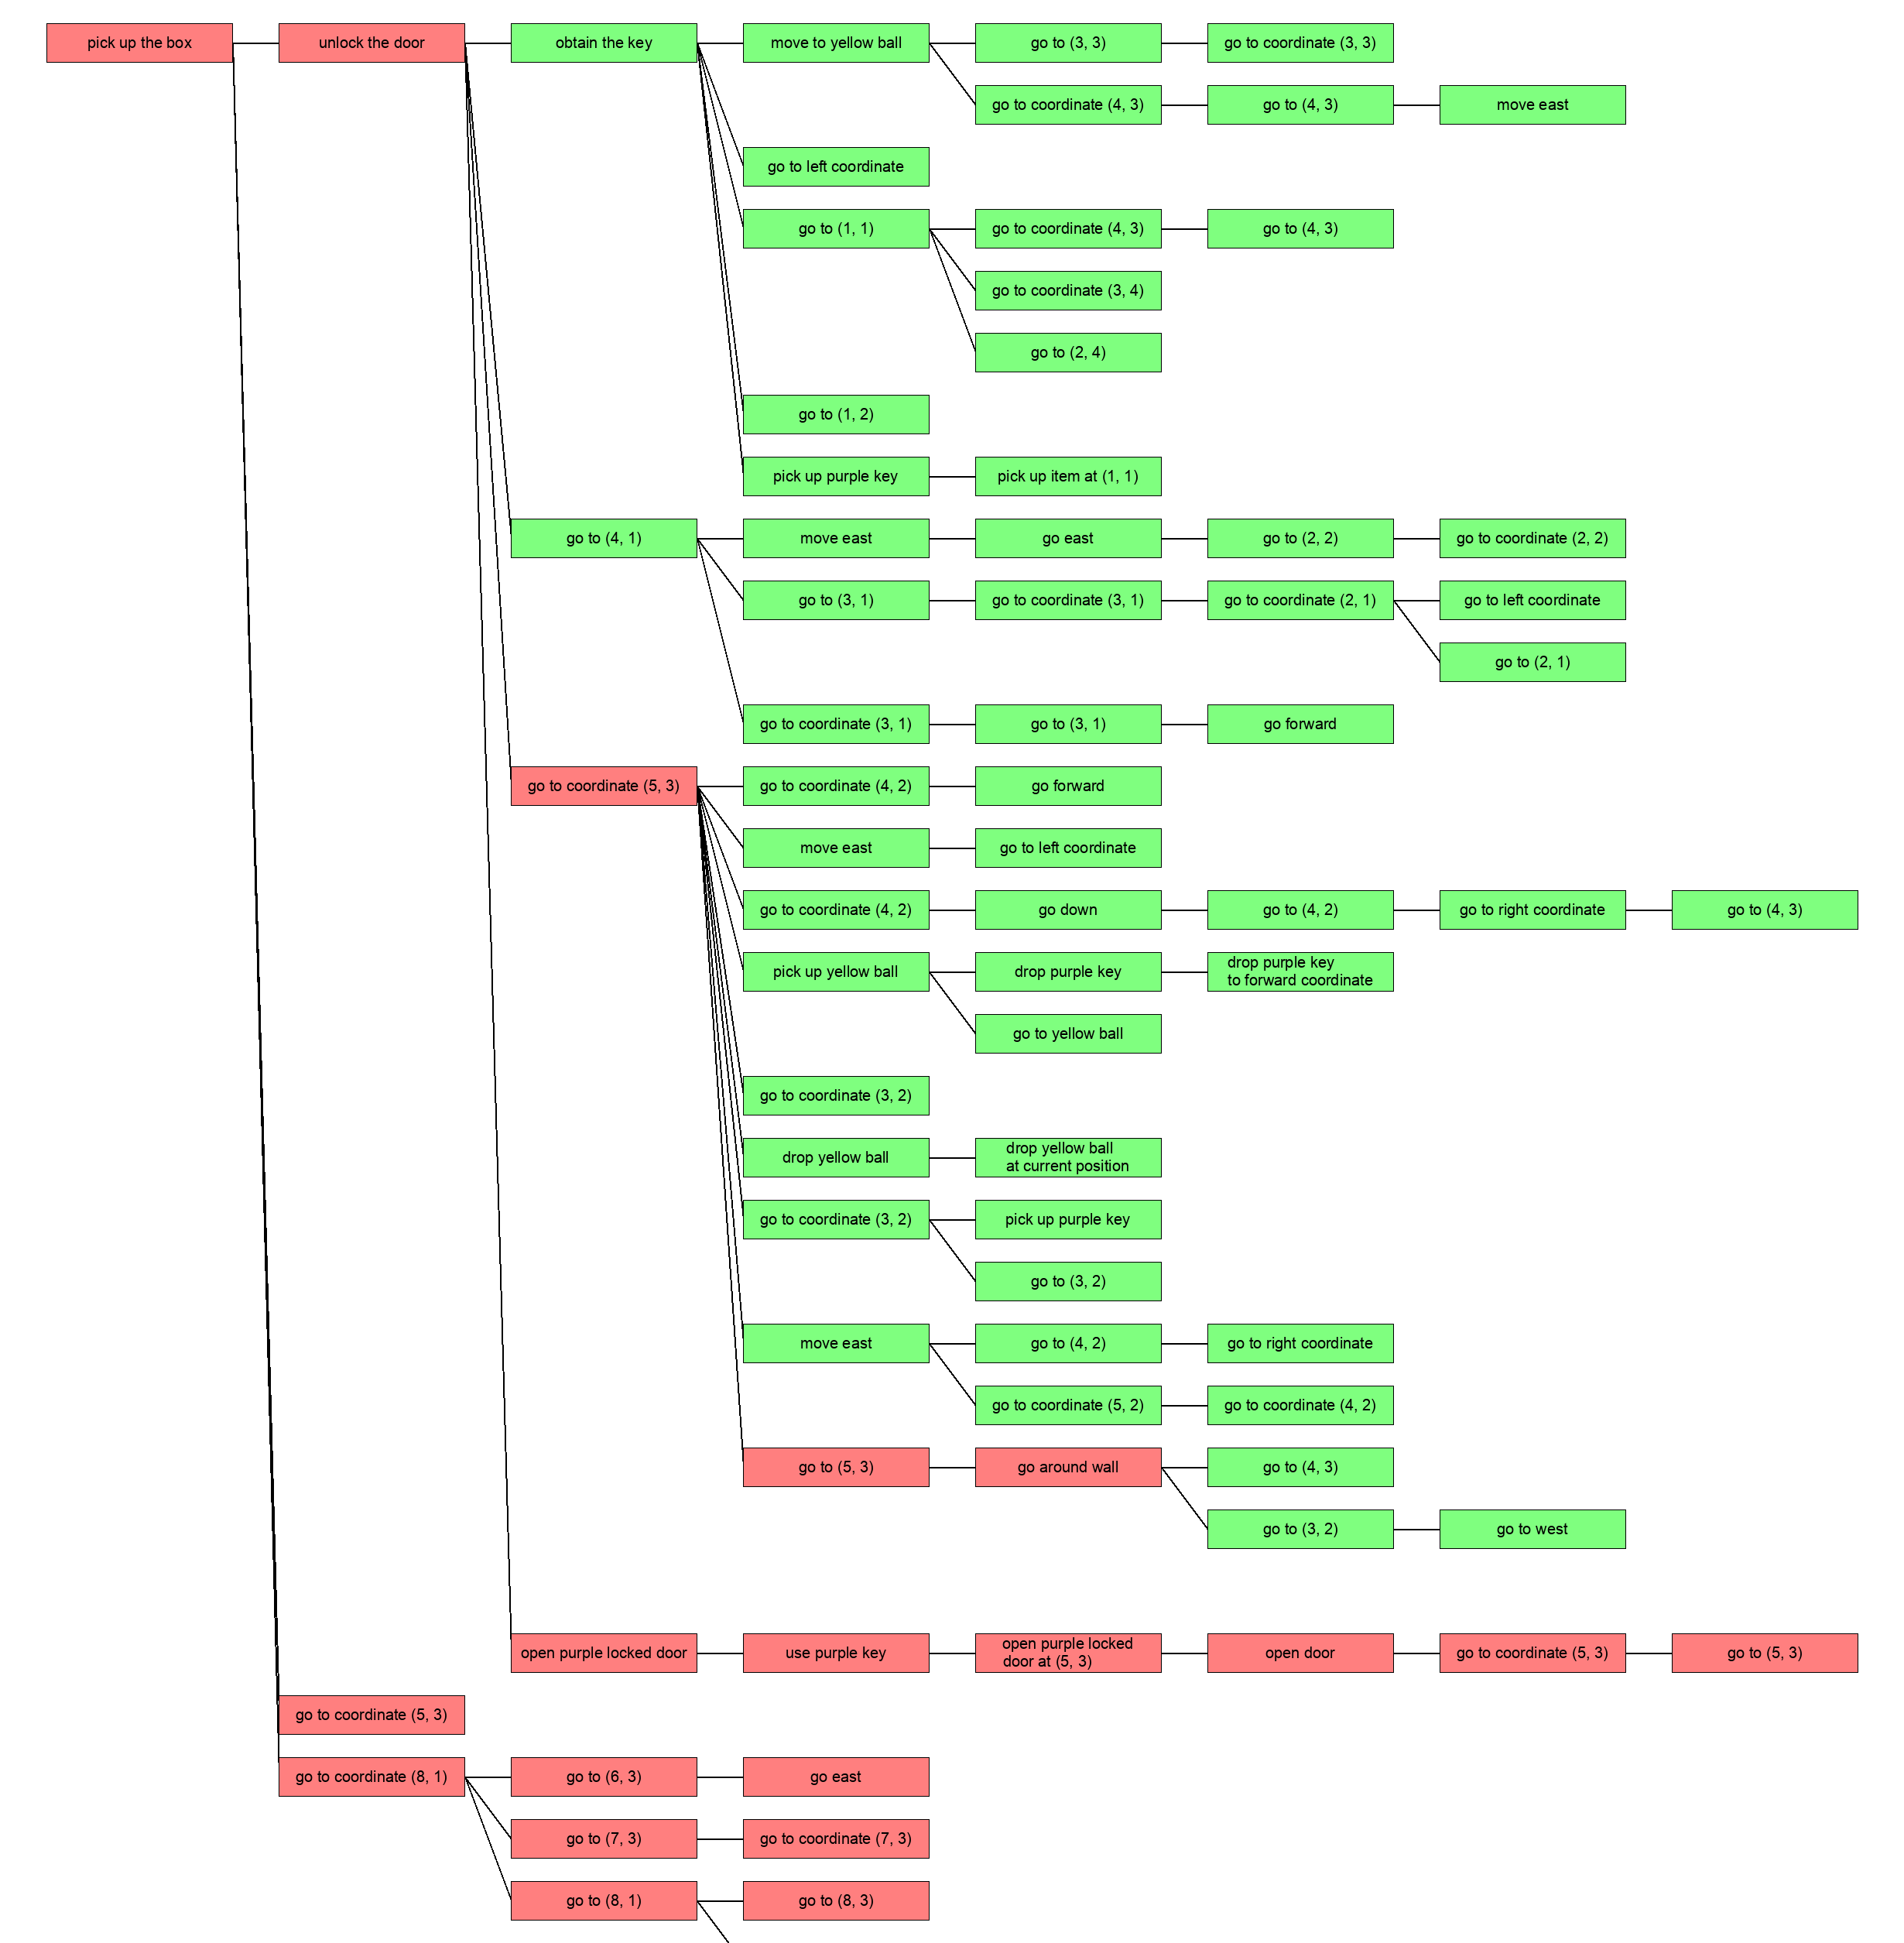 pick up the box
unlock the door
obtain the key
move to yellow ball
go to (3, 3)
go to coordinate (3, 3)
go to coordinate (4, 3)
go to (4, 3)
move east
go to left coordinate
go to (1, 1)
go to coordinate (4, 3)
go to (4, 3)
go to coordinate (3, 4)
go to (2, 4)
go to (1, 2)
pick up purple key
pick up item at (1, 1)
go to (4, 1)
move east
go east
go to (2, 2)
go to coordinate (2, 2)
go to (3, 1)
go to coordinate (3, 1)
go to coordinate (2, 1)
go to left coordinate
go to (2, 1)
go to coordinate (3, 1)
go to (3, 1)
go forward
go to coordinate (5, 3)
go to coordinate (4, 2)
go forward
move east
go to left coordinate
go to coordinate (4, 2)
go down
go to (4, 2)
go to right coordinate
go to (4, 3)
pick up yellow ball
drop purple key
drop purple key
to forward coordinate
go to yellow ball
go to coordinate (3, 2)
drop yellow ball
drop yellow ball
at current position
go to coordinate (3, 2)
pick up purple key
go to (3, 2)
move east
go to (4, 2)
go to right coordinate
go to coordinate (5, 2)
go to coordinate (4, 2)
go to (5, 3)
go around wall
go to (4, 3)
go to (3, 2)
go to west
open purple locked door
use purple key
open purple locked
door at (5, 3)
open door
go to coordinate (5, 3)
go to (5, 3)
go to coordinate (5, 3)
go to coordinate (8, 1)
go to (6, 3)
go east
go to (7, 3)
go to coordinate (7, 3)
go to (8, 1)
go to (8, 3)